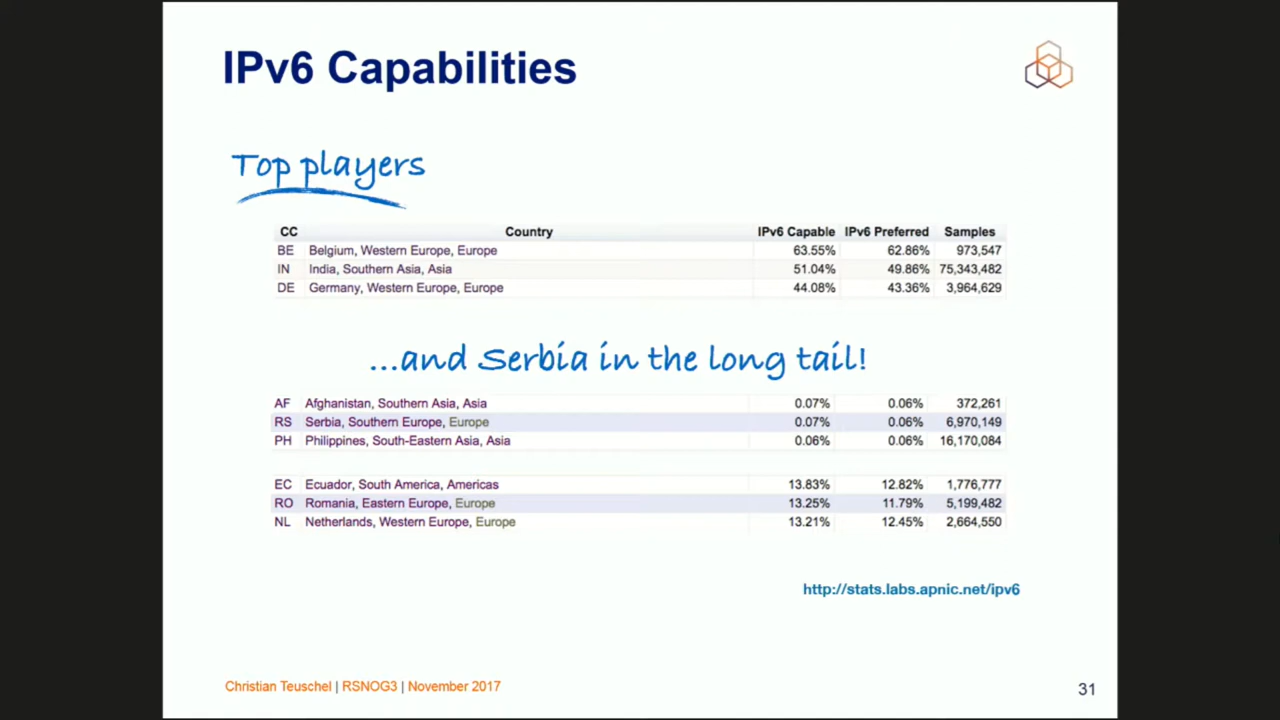 IPv6 Capabilities
Top players
CC Country IPv6 Capable IPv6 Preferred Samples
BE Belgium, Western Europe, Europe 63.55% 62.86% 973,547
IN India, Southern Asia, Asia 51.04% 49.86% 75,343,482
DE Germany, Western Europe, Europe 44.08% 43.36% 3,964,629
...and Serbia in the long tail!
AF Afghanistan, Southern Asia, Asia 0.07% 0.06% 372,261
RS Serbia, Southern Europe, Europe 0.07% 0.06% 6,970,149
PH Philippines, South-Eastern Asia, Asia 0.06% 0.06% 16,170,084
EC Ecuador, South America, Americas 13.83% 12.82% 1,776,777
RO Romania, Eastern Europe, Europe 13.25% 11.79% 5,199,482
NL Netherlands, Western Europe, Europe 13.21% 12.45% 2,664,550
http://stats.labs.apnic.net/ipv6
Christian Teuschel | RSNOG3 | November 2017
31